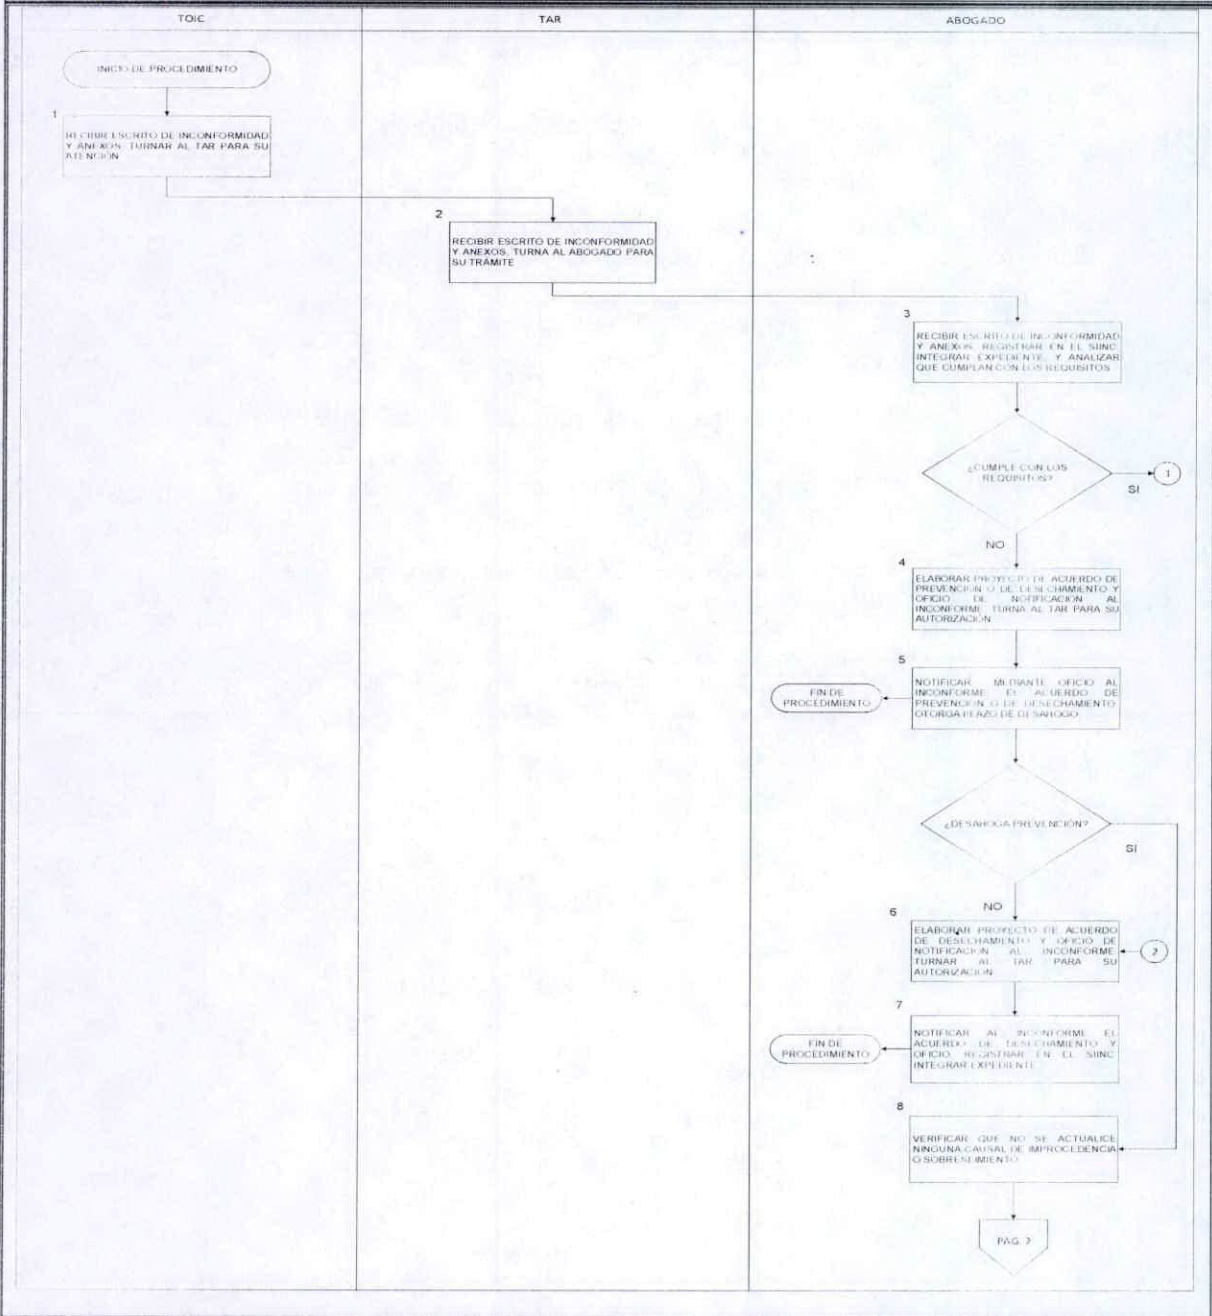 TOIC
TAR
ABOGADO
INICIO DE PROCEDIMIENTO
1
RECIBIR ESCRITO DE INCONFORMIDAD
Y ANEXOS. TURNAR AL TAR PARA SU
ATENCIÓN
2
RECIBIR ESCRITO DE INCONFORMIDAD
Y ANEXOS, TURNA AL ABOGADO PARA
SU TRÁMITE
3
RECIBIR ESCRITO DE INCONFORMIDAD
Y ANEXOS, REGISTRAR EN EL SIINC
INTEGRAR EXPEDIENTE, Y ANALIZAR
QUE CUMPLAN CON LOS REQUISITOS
¿CUMPLE CON LOS
REQUISITOS?
SI
1
NO
4
ELABORAR PROYECTO DE ACUERDO DE
PREVENCIÓN O DE DESECHAMIENTO Y
OFICIO DE NOTIFICACIÓN AL
INCONFORME TURNA AL TAR PARA SU
AUTORIZACIÓN
5
NOTIFICAR MEDIANTE OFICIO AL
INCONFORME EL ACUERDO DE
PREVENCIÓN O DE DESECHAMIENTO
OTORGA PLAZO DE DESAHOGO
FIN DE
PROCEDIMIENTO
¿DESAHOGA PREVENCIÓN?
SI
NO
6
ELABORAR PROYECTO DE ACUERDO
DE DESECHAMIENTO Y OFICIO DE
NOTIFICACIÓN AL INCONFORME
TURNAR AL TAR PARA SU
AUTORIZACIÓN
2
7
NOTIFICAR AL INCONFORME EL
ACUERDO DE DESECHAMIENTO Y
OFICIO, REGISTRAR EN EL SIINC
INTEGRAR EXPEDIENTE
FIN DE
PROCEDIMIENTO
8
VERIFICAR QUE NO SE ACTUALICE
NINGUNA CAUSAL DE IMPROCEDENCIA
O SOBRESEIMIENTO
PAG. 2